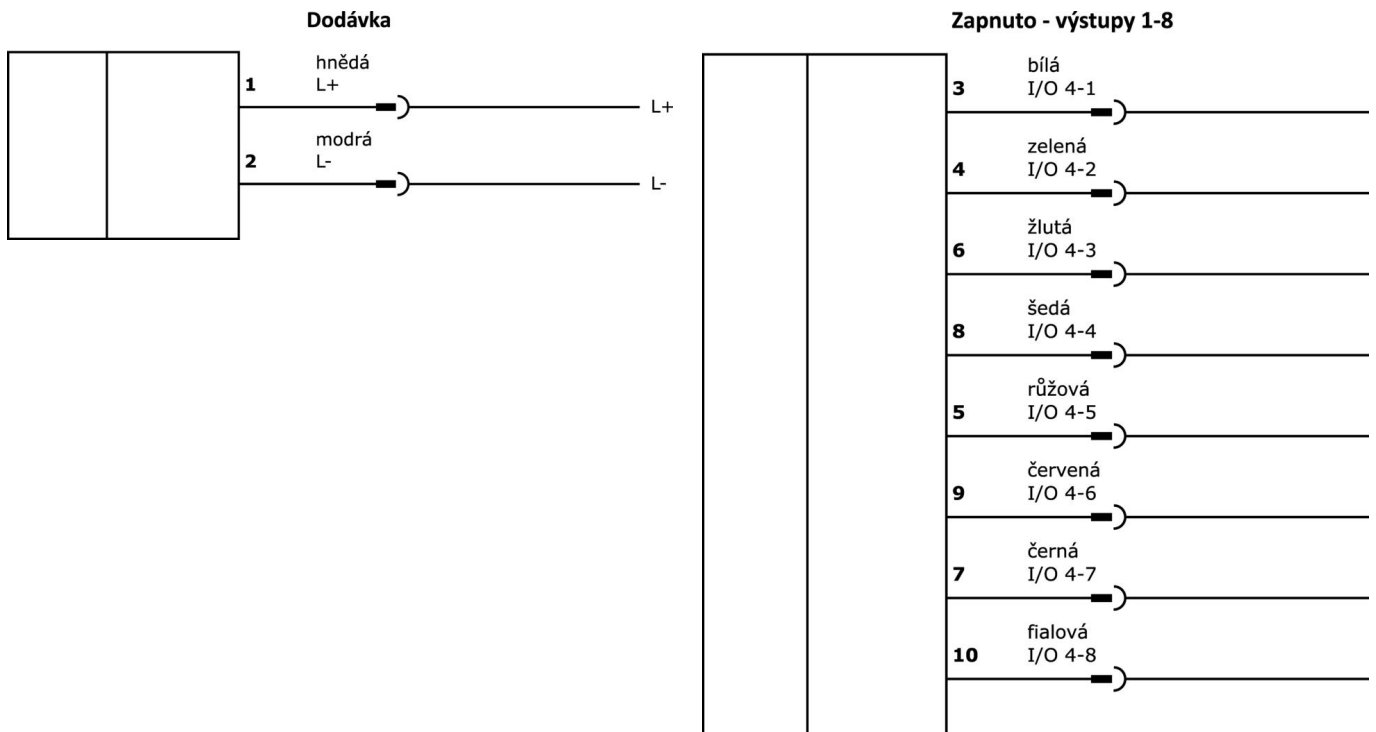 Dodávka
hnědá
1 L+
L+
modrá
2 L-
L-
Zapnuto - výstupy 1-8
bílá
3 I/O 4-1
zelená
4 I/O 4-2
žlutá
6 I/O 4-3
šedá
8 I/O 4-4
růžová
5 I/O 4-5
červená
9 I/O 4-6
černá
7 I/O 4-7
fialová
10 I/O 4-8